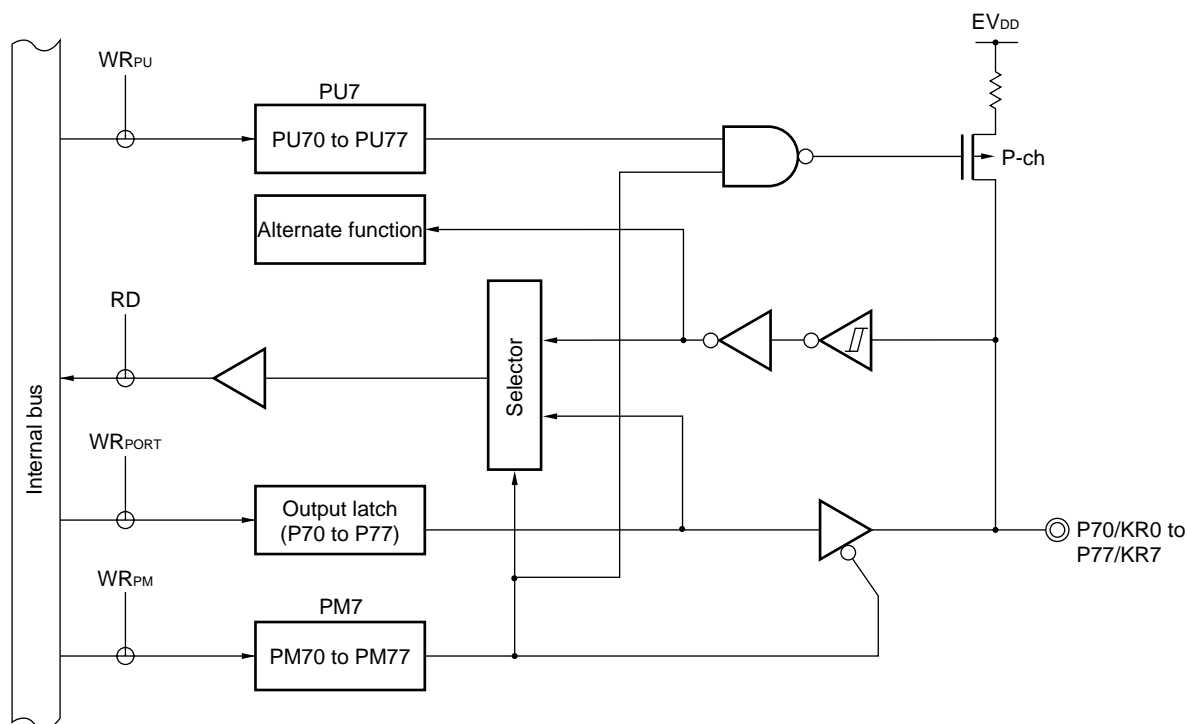 EVDD
WRPU
PU7
PU70 to PU77
P-ch
Alternate function
RD
Selector
Internal bus
WRPORT
Output latch
(P70 to P77)
P70/KR0 to
P77/KR7
WRPM
PM7
PM70 to PM77